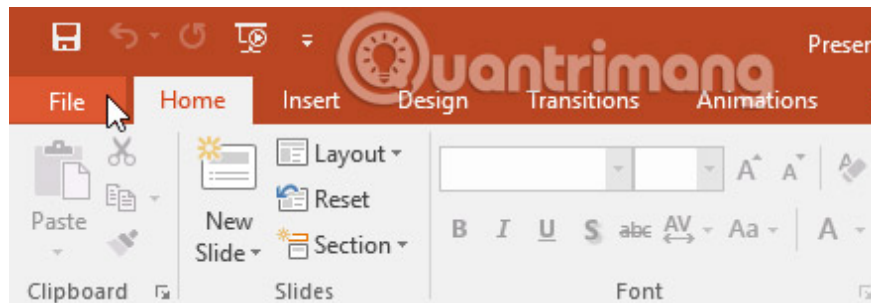 Quantrimang
Presen
File Home Insert Design Transitions Animations
Layout
Reset
Paste New
Slide Section
B I U S abc AV Aa A
Clipboard Slides Font